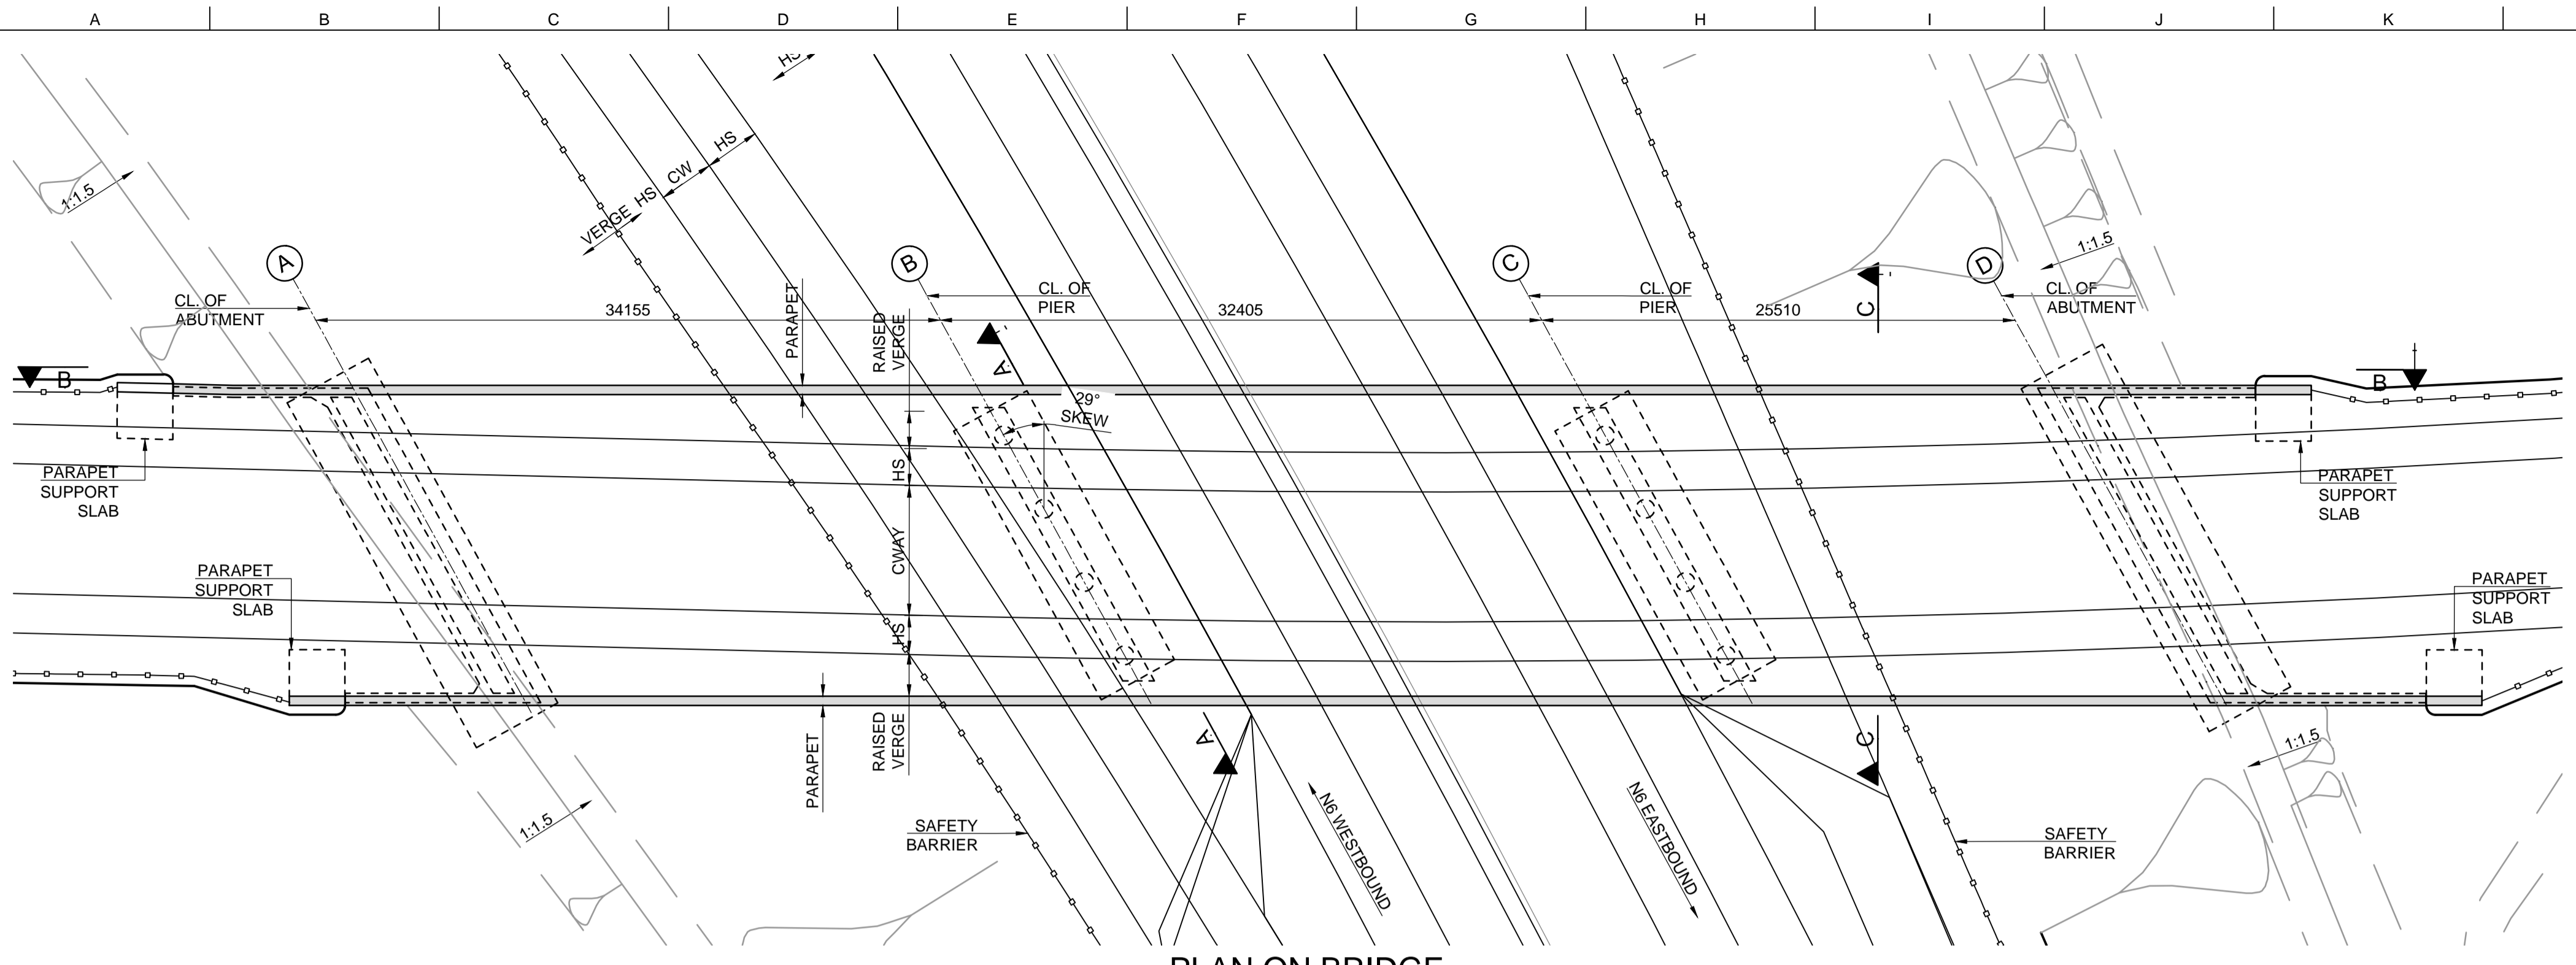 A B C D E F G H I J K
HS
HS
CW
HS
VERGE
1:1.5
1:1.5
A
B
C
D
CL. OF
ABUTMENT
CL. OF
PIER
CL. OF
PIER
CL. OF
ABUTMENT
34155
32405
25510
PARAPET
RAISED
VERGE
A
C
B
B
29°
SKEW
HS
CWAY
HS
PARAPET
SUPPORT
SLAB
PARAPET
SUPPORT
SLAB
PARAPET
SUPPORT
SLAB
PARAPET
SUPPORT
SLAB
PARAPET
RAISED
VERGE
A
C
1:1.5
1:1.5
SAFETY
BARRIER
N6 WESTBOUND
N6 EASTBOUND
SAFETY
BARRIER
PLAN ON BRIDGE